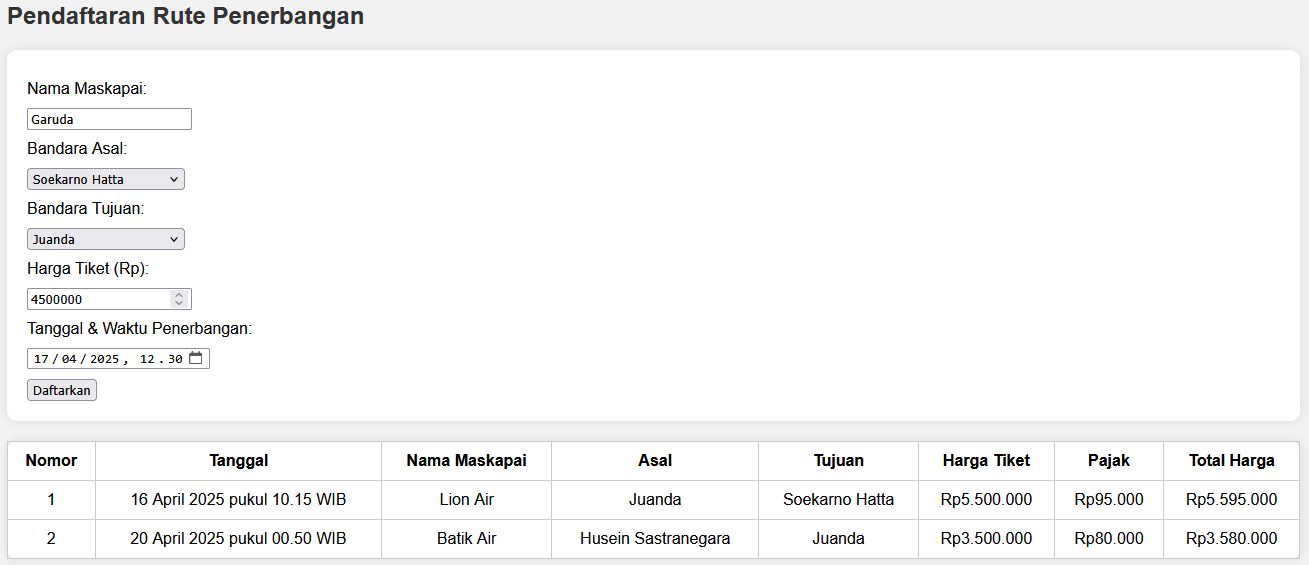 Pendaftaran Rute Penerbangan
Nama Maskapai:
Garuda
Bandara Asal:
Soekarno Hatta
Bandara Tujuan:
Juanda
Harga Tiket (Rp):
4500000
Tanggal & Waktu Penerbangan:
17/04/2025, 12.30
Daftarkan
Nomor Tanggal Nama Maskapai Asal Tujuan Harga Tiket Pajak Total Harga
1 16 April 2025 pukul 10.15 WIB Lion Air Juanda Soekarno Hatta Rp5.500.000 Rp95.000 Rp5.595.000
2 20 April 2025 pukul 00.50 WIB Batik Air Husein Sastranegara Juanda Rp3.500.000 Rp80.000 Rp3.580.000